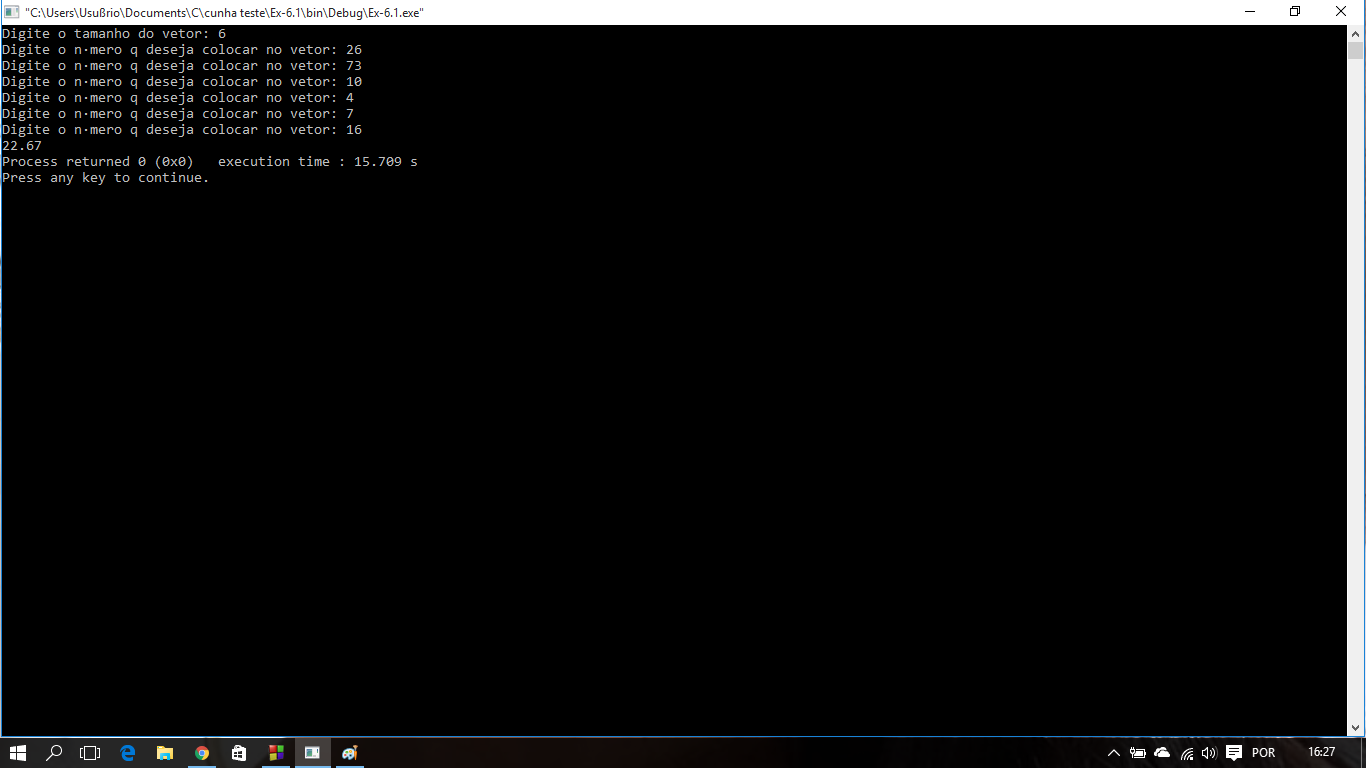 "C:\Users\Usußrio\Documents\C\cunha teste\Ex-6.1\bin\Debug\Ex-6.1.exe"
Digite o tamanho do vetor: 6
Digite o n·mero q deseja colocar no vetor: 26
Digite o n·mero q deseja colocar no vetor: 73
Digite o n·mero q deseja colocar no vetor: 10
Digite o n·mero q deseja colocar no vetor: 4
Digite o n·mero q deseja colocar no vetor: 7
Digite o n·mero q deseja colocar no vetor: 16
22.67
Process returned 0 (0x0)   execution time : 15.709 s
Press any key to continue.
POR
16:27